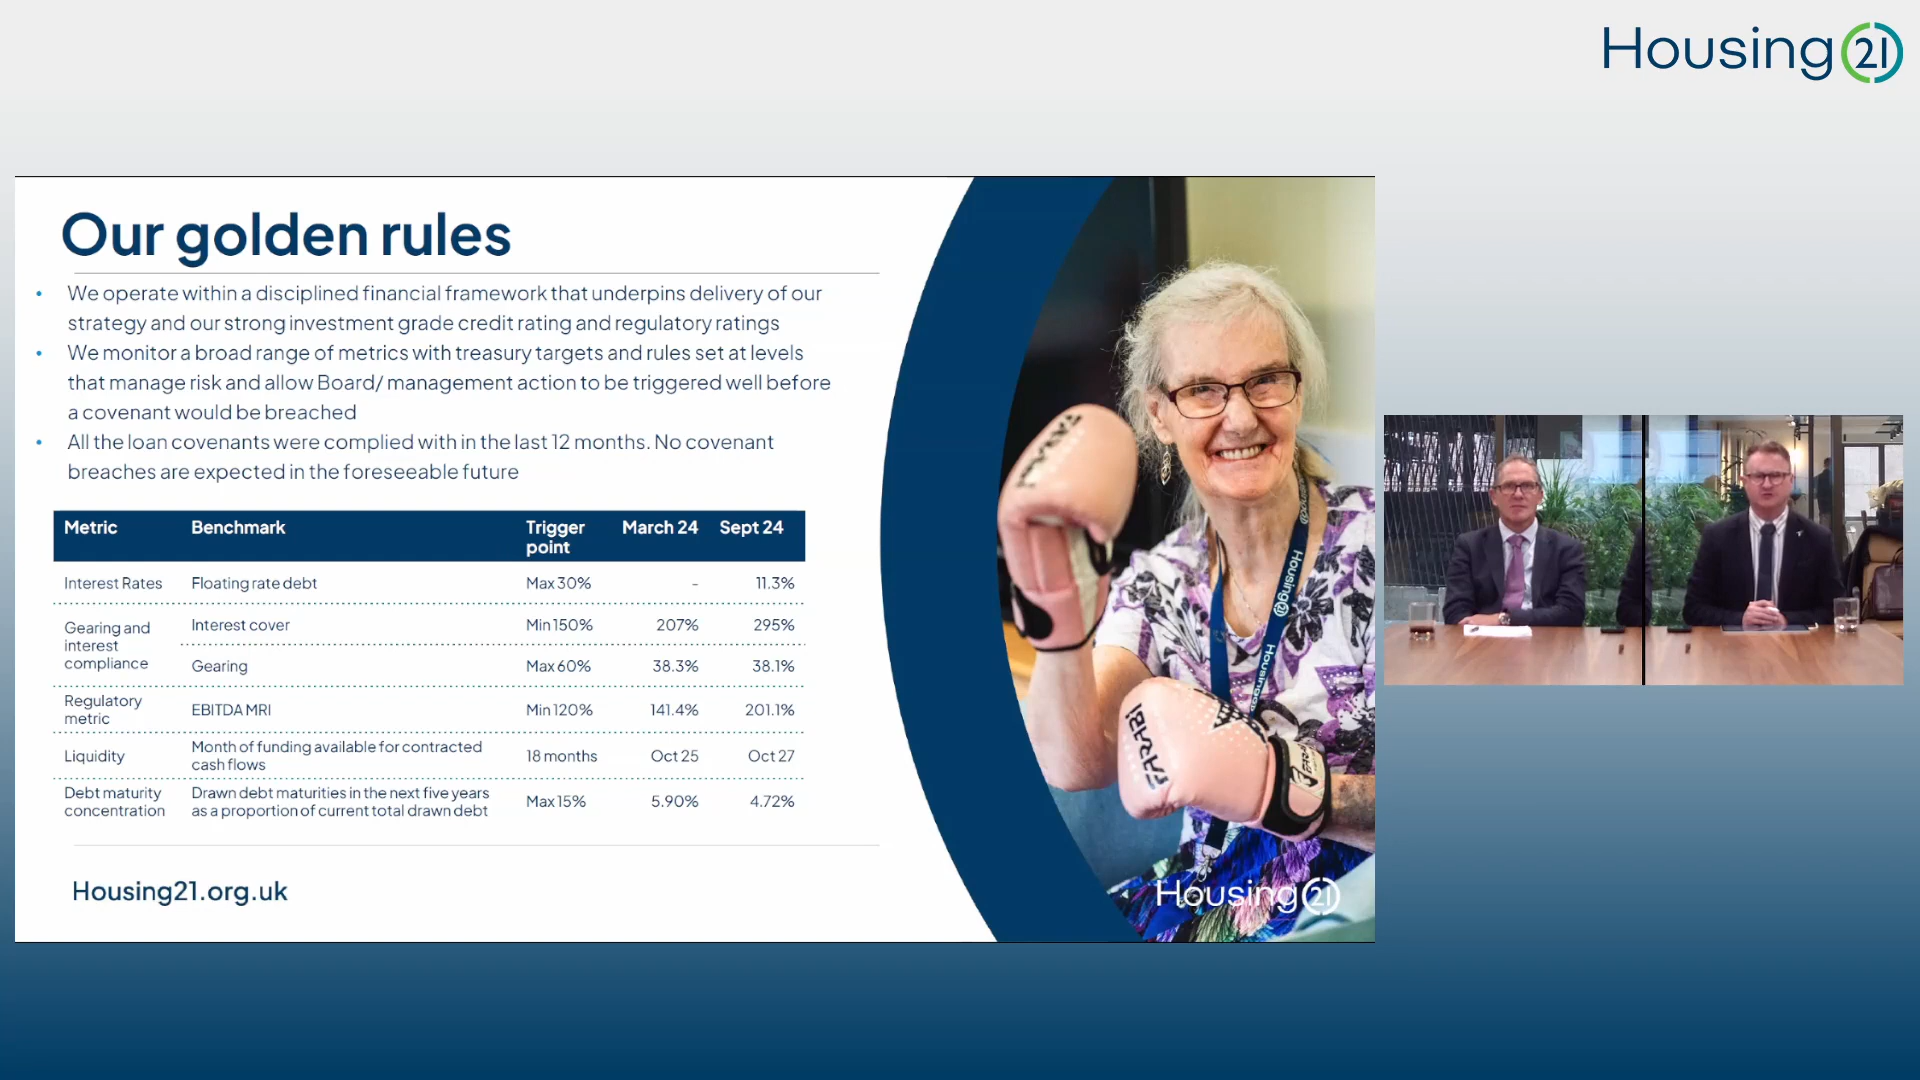 Housing 21
Our golden rules
• We operate within a disciplined financial framework that underpins delivery of our
strategy and our strong investment grade credit rating and regulatory ratings
• We monitor a broad range of metrics with treasury targets and rules set at levels
that manage risk and allow Board/ management action to be triggered well before
a covenant would be breached
• All the loan covenants were complied with in the last 12 months. No covenant
breaches are expected in the foreseeable future
Metric Benchmark Trigger point March 24 Sept 24
Interest Rates Floating rate debt Max 30% - 11.3%
Gearing and interest compliance Interest cover Min 150% 207% 295%
Gearing Max 60% 38.3% 38.1%
Regulatory metric EBITDA MRI Min 120% 141.4% 201.1%
Liquidity Month of funding available for contracted cash flows 18 months Oct 25 Oct 27
Debt maturity concentration Drawn debt maturities in the next five years as a proportion of current total drawn debt Max 15% 5.90% 4.72%
Housing21.org.uk
Housing21
FARABI
Housing 21